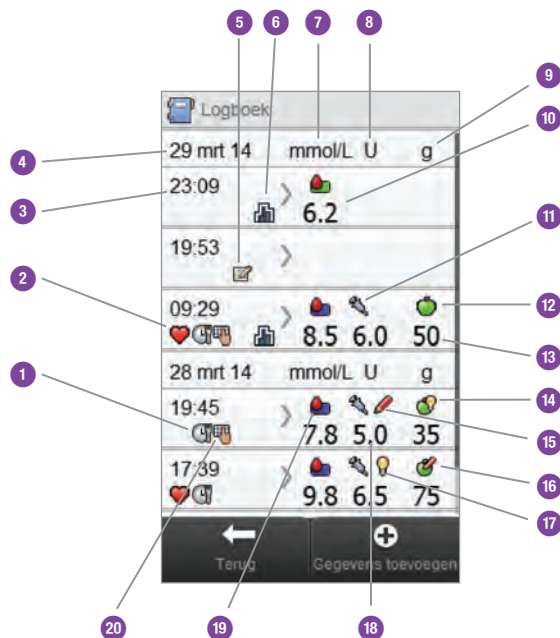 5 6 7 8
9
Logboek
10
4 29 mrt 14 mmol/L U g
3 23:09
6.2
11
19:53
2 09:29 12
8.5 6.0 50 13
28 mrt 14 mmol/L U g
1 19:45 14
7.8 5.0 35 15
17:39 16
9.8 6.5 75 17
Terug Gegevens toevoegen
20 19 18